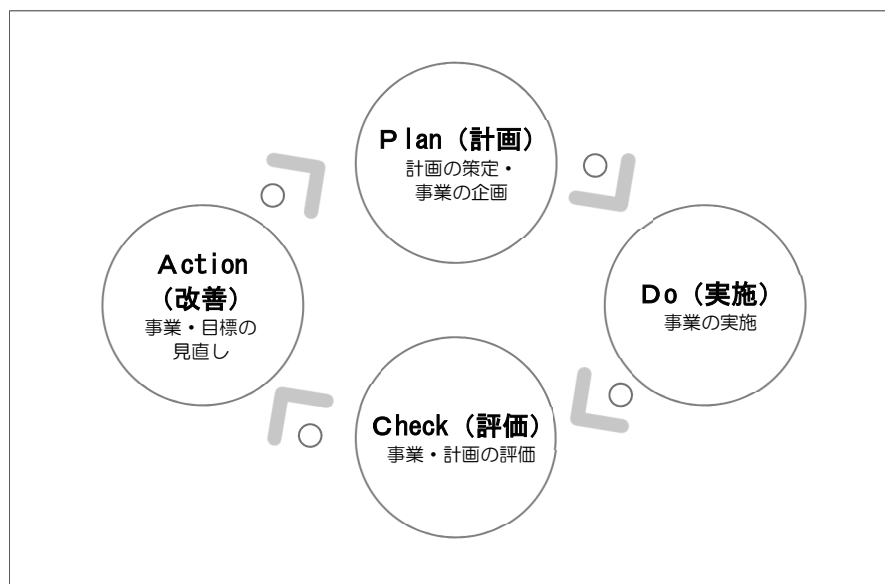 Plan（計画）
計画の策定・
事業の企画
Do（実施）
事業の実施
Check（評価）
事業・計画の評価
Action
（改善）
事業・目標の
見直し